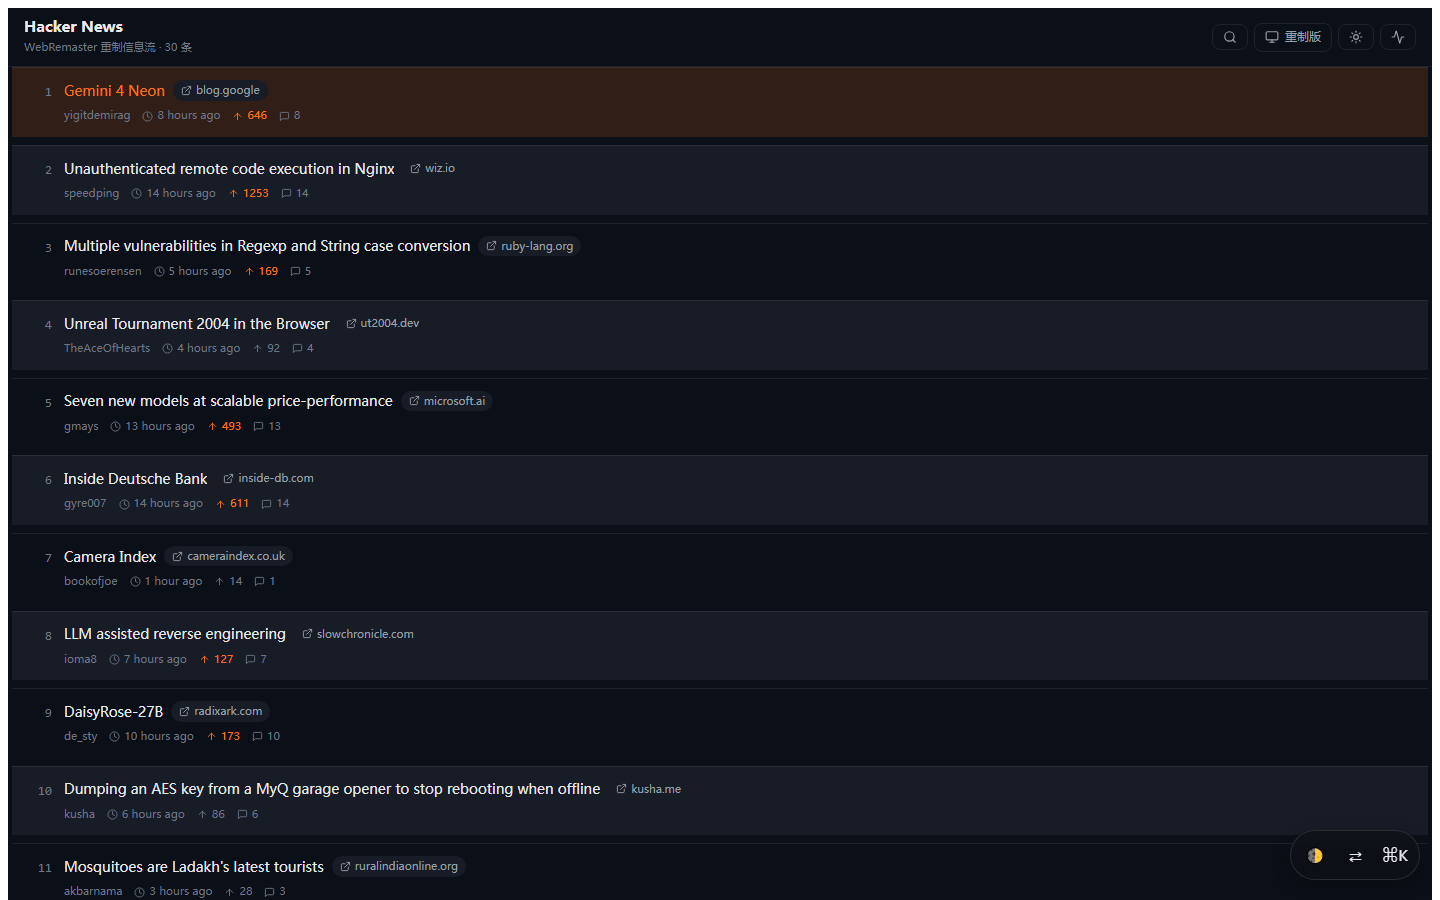 Hacker News
WebRemaster 重制信息流 · 30 条
重制版
1 Gemini 4 Neon blog.google
yigitdemirag 8 hours ago 646 8
2 Unauthenticated remote code execution in Nginx wiz.io
speedping 14 hours ago 1253 14
3 Multiple vulnerabilities in Regexp and String case conversion ruby-lang.org
runesoerensen 5 hours ago 169 5
4 Unreal Tournament 2004 in the Browser ut2004.dev
TheAceOfHearts 4 hours ago 92 4
5 Seven new models at scalable price-performance microsoft.ai
gmays 13 hours ago 493 13
6 Inside Deutsche Bank inside-db.com
gyre007 14 hours ago 611 14
7 Camera Index cameraindex.co.uk
bookofjoe 1 hour ago 14 1
8 LLM assisted reverse engineering slowchronicle.com
ioma8 7 hours ago 127 7
9 DaisyRose-27B radixark.com
de_sty 10 hours ago 173 10
10 Dumping an AES key from a MyQ garage opener to stop rebooting when offline kusha.me
kusha 6 hours ago 86 6
11 Mosquitoes are Ladakh's latest tourists ruralindiaonline.org
akbarnama 3 hours ago 28 3
⌘K